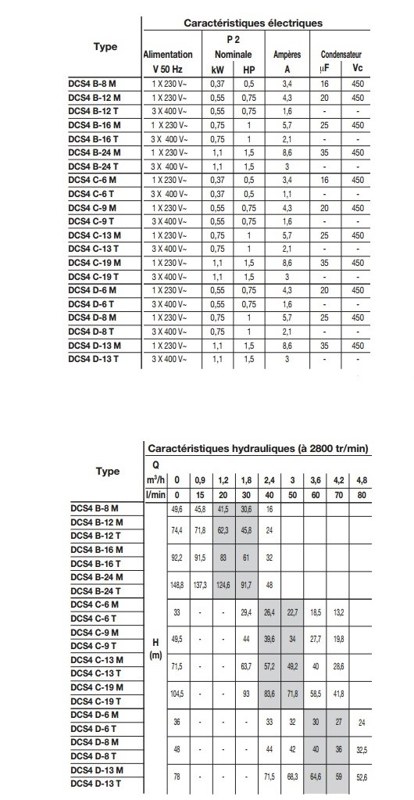 Caractéristiques électriques
Type
P 2
Alimentation Nominale Ampères Condensateur
V 50 Hz kW HP A µF Vc
DCS4 B-8 M 1 X 230 V~ 0,37 0,5 3,4 16 450
DCS4 B-12 M 1 X 230 V~ 0,55 0,75 4,3 20 450
DCS4 B-12 T 3 X 400 V~ 0,55 0,75 1,6 - -
DCS4 B-16 M 1 X 230 V~ 0,75 1 5,7 25 450
DCS4 B-16 T 3 X 400 V~ 0,75 1 2,1 - -
DCS4 B-24 M 1 X 230 V~ 1,1 1,5 8,6 35 450
DCS4 B-24 T 3 X 400 V~ 1,1 1,5 3 - -
DCS4 C-6 M 1 X 230 V~ 0,37 0,5 3,4 16 450
DCS4 C-6 T 3 X 400 V~ 0,37 0,5 1,1 - -
DCS4 C-9 M 1 X 230 V~ 0,55 0,75 4,3 20 450
DCS4 C-9 T 3 X 400 V~ 0,55 0,75 1,6 - -
DCS4 C-13 M 1 X 230 V~ 0,75 1 5,7 25 450
DCS4 C-13 T 3 X 400 V~ 0,75 1 2,1 - -
DCS4 C-19 M 1 X 230 V~ 1,1 1,5 8,6 35 450
DCS4 C-19 T 3 X 400 V~ 1,1 1,5 3 - -
DCS4 D-6 M 1 X 230 V~ 0,55 0,75 4,3 20 450
DCS4 D-6 T 3 X 400 V~ 0,55 0,75 1,6 - -
DCS4 D-8 M 1 X 230 V~ 0,75 1 5,7 25 450
DCS4 D-8 T 3 X 400 V~ 0,75 1 2,1 - -
DCS4 D-13 M 1 X 230 V~ 1,1 1,5 8,6 35 450
DCS4 D-13 T 3 X 400 V~ 1,1 1,5 3 - -
Caractéristiques hydrauliques (à 2800 tr/min)
Type
Q
m³/h 0 0,9 1,2 1,8 2,4 3 3,6 4,2 4,8
l/min 0 15 20 30 40 50 60 70 80
DCS4 B-8 M 49,6 45,8 41,5 30,6 16
DCS4 B-12 M
74,4 71,8 62,3 45,8 24
DCS4 B-12 T
DCS4 B-16 M
92,2 91,5 83 61 32
DCS4 B-16 T
DCS4 B-24 M
148,8 137,3 124,6 91,7 48
DCS4 B-24 T
DCS4 C-6 M
33 - - 29,4 26,4 22,7 18,5 13,2
DCS4 C-6 T
DCS4 C-9 M
49,5 - - 44 39,6 34 27,7 19,8
DCS4 C-9 T
H
(m)
DCS4 C-13 M
71,5 - - 63,7 57,2 49,2 40 28,6
DCS4 C-13 T
DCS4 C-19 M
104,5 - - 93 83,6 71,8 58,5 41,8
DCS4 C-19 T
DCS4 D-6 M
36 - - - 33 32 30 27 24
DCS4 D-6 T
DCS4 D-8 M
48 - - - 44 42 40 36 32,5
DCS4 D-8 T
DCS4 D-13 M
78 - - - 71,5 68,3 64,6 59 52,6
DCS4 D-13 T